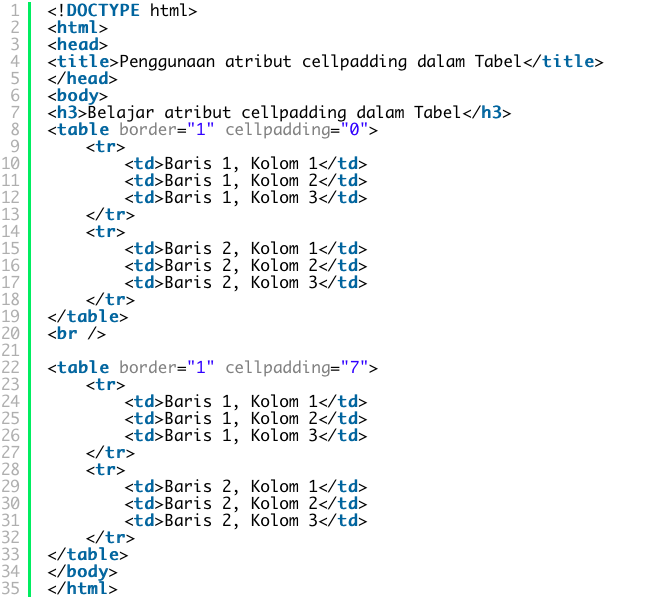 1 <!DOCTYPE html>
2 <html>
3 <head>
4 <title>Penggunaan atribut cellpadding dalam Tabel</title>
5 </head>
6 <body>
7 <h3>Belajar atribut cellpadding dalam Tabel</h3>
8 <table border="1" cellpadding="0">
9     <tr>
10         <td>Baris 1, Kolom 1</td>
11         <td>Baris 1, Kolom 2</td>
12         <td>Baris 1, Kolom 3</td>
13     </tr>
14     <tr>
15         <td>Baris 2, Kolom 1</td>
16         <td>Baris 2, Kolom 2</td>
17         <td>Baris 2, Kolom 3</td>
18     </tr>
19 </table>
20 <br />
21
22 <table border="1" cellpadding="7">
23     <tr>
24         <td>Baris 1, Kolom 1</td>
25         <td>Baris 1, Kolom 2</td>
26         <td>Baris 1, Kolom 3</td>
27     </tr>
28     <tr>
29         <td>Baris 2, Kolom 1</td>
30         <td>Baris 2, Kolom 2</td>
31         <td>Baris 2, Kolom 3</td>
32     </tr>
33 </table>
34 </body>
35 </html>